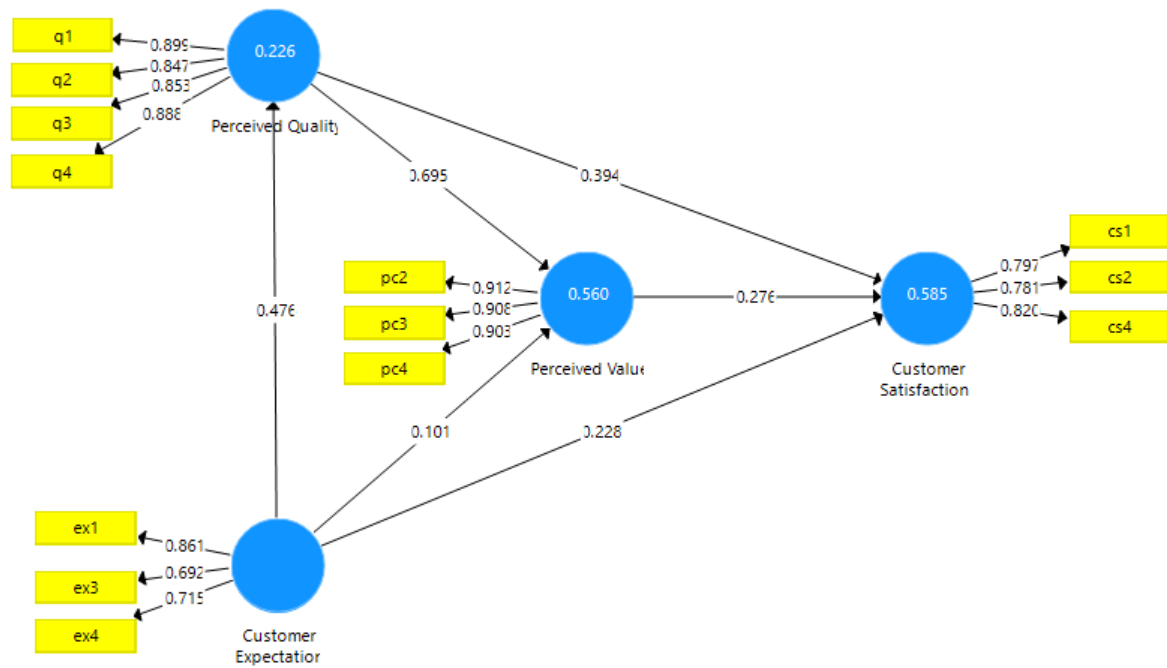 q1
q2
q3
q4
0.899
0.847
0.853
0.888
0.226
Perceived Quality
0.695
0.394
0.476
pc2
pc3
pc4
0.912
0.908
0.903
0.560
Perceived Value
0.276
0.585
Customer
Satisfaction
0.797
0.781
0.820
cs1
cs2
cs4
0.101
0.228
ex1
ex3
ex4
0.861
0.692
0.715
Customer
Expectation